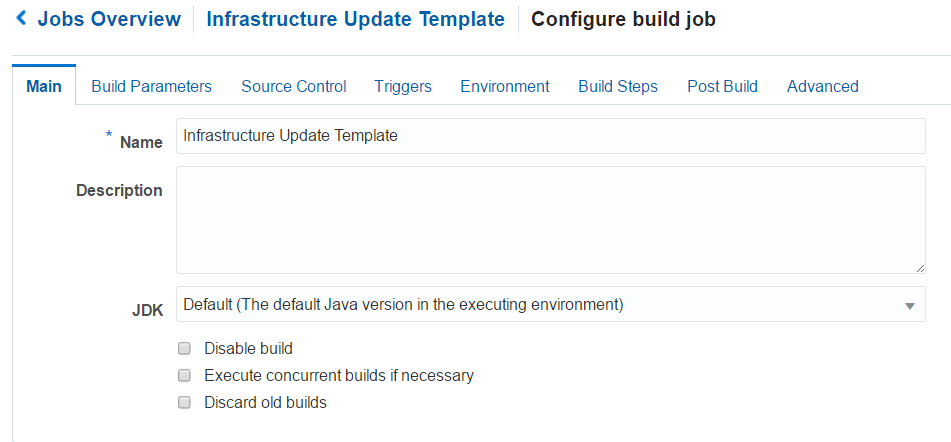 Jobs Overview Infrastructure Update Template Configure build job
Main Build Parameters Source Control Triggers Environment Build Steps Post Build Advanced
* Name Infrastructure Update Template
Description
JDK Default (The default Java version in the executing environment)
Disable build
Execute concurrent builds if necessary
Discard old builds